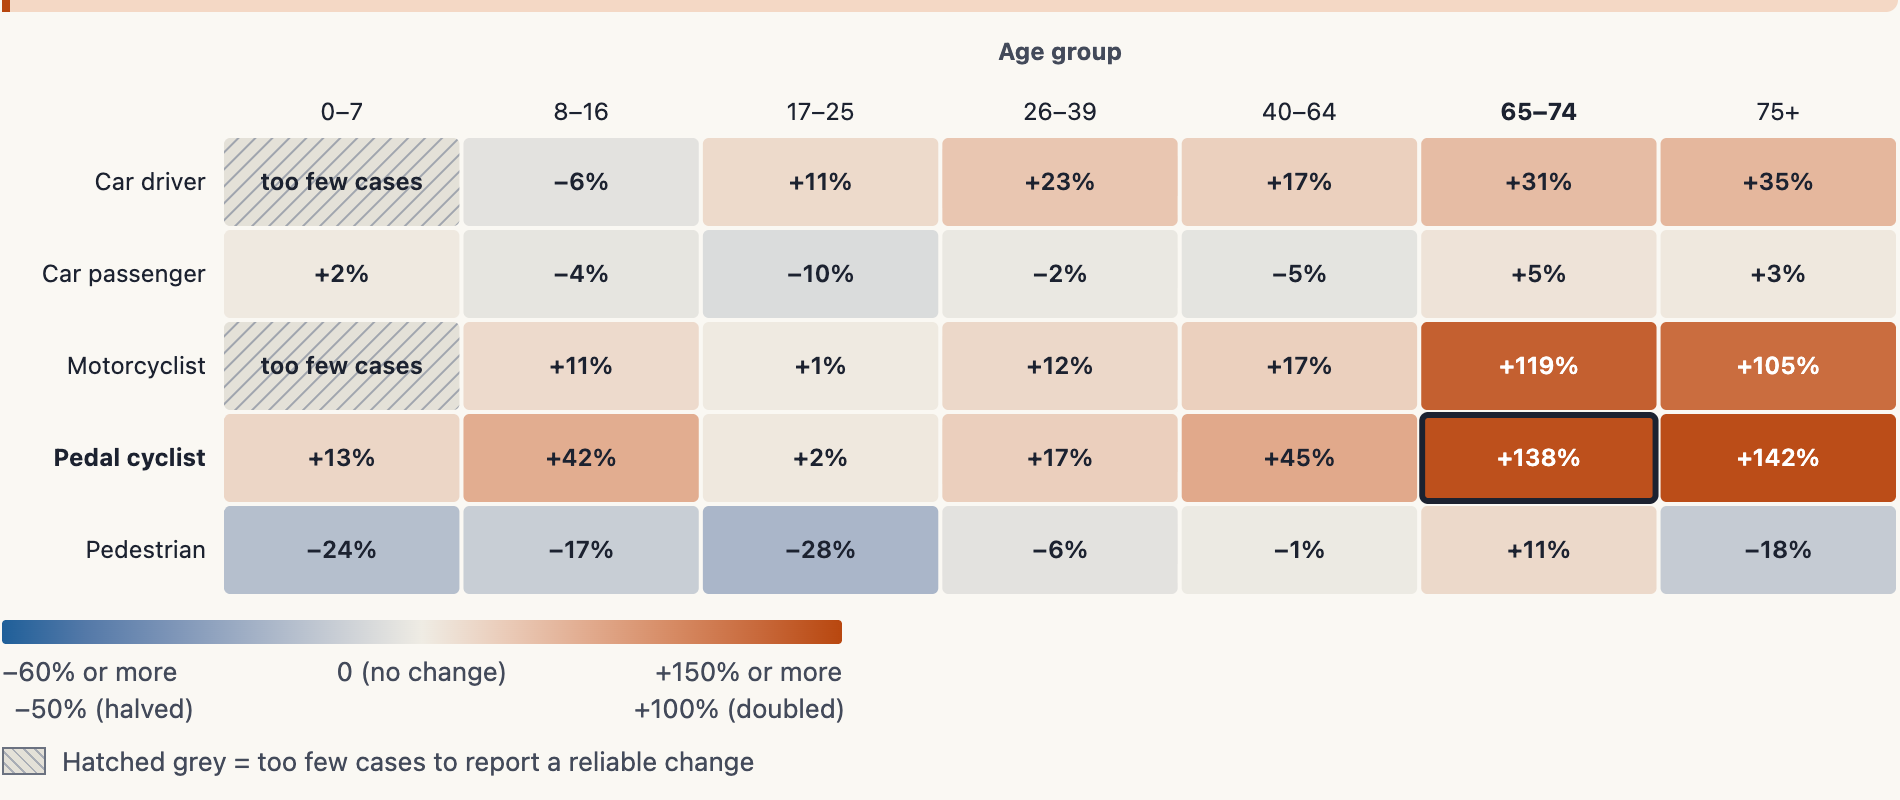 Age group
0–7 8–16 17–25 26–39 40–64 65–74 75+
Car driver too few cases −6% +11% +23% +17% +31% +35%
Car passenger +2% −4% −10% −2% −5% +5% +3%
Motorcyclist too few cases +11% +1% +12% +17% +119% +105%
Pedal cyclist +13% +42% +2% +17% +45% +138% +142%
Pedestrian −24% −17% −28% −6% −1% +11% −18%
−60% or more 0 (no change) +150% or more
−50% (halved) +100% (doubled)
Hatched grey = too few cases to report a reliable change